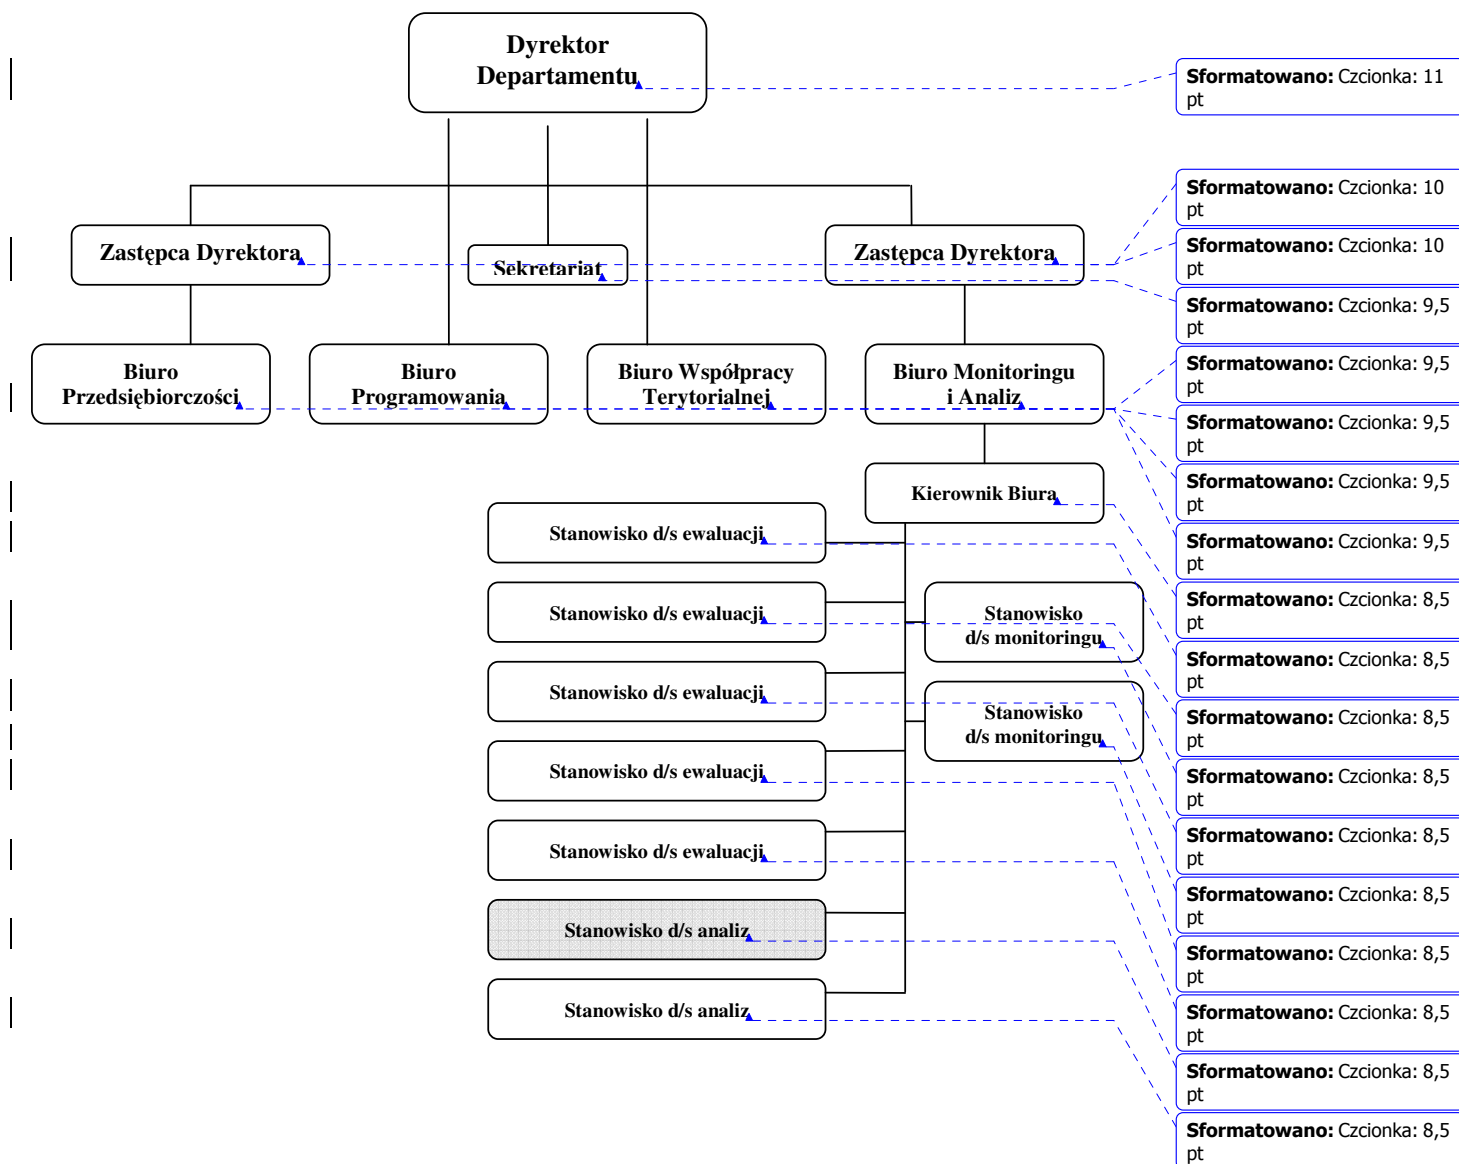 Dyrektor
Departamentu
Sformatowano: Czcionka: 11
pt
Sformatowano: Czcionka: 10
pt
Zastępca Dyrektora
Sekretariat
Zastępca Dyrektora
Sformatowano: Czcionka: 10
pt
Sformatowano: Czcionka: 9,5
pt
Biuro
Przedsiębiorczości
Biuro
Programowania
Biuro Współpracy
Terytorialnej
Biuro Monitoringu
i Analiz
Sformatowano: Czcionka: 9,5
pt
Sformatowano: Czcionka: 9,5
pt
Sformatowano: Czcionka: 9,5
pt
Sformatowano: Czcionka: 9,5
pt
Kierownik Biura
Stanowisko d/s ewaluacji
Stanowisko d/s ewaluacji
Stanowisko
d/s monitoringu
Stanowisko d/s ewaluacji
Stanowisko
d/s monitoringu
Stanowisko d/s ewaluacji
Stanowisko d/s ewaluacji
Stanowisko d/s analiz
Stanowisko d/s analiz
Sformatowano: Czcionka: 8,5
pt
Sformatowano: Czcionka: 8,5
pt
Sformatowano: Czcionka: 8,5
pt
Sformatowano: Czcionka: 8,5
pt
Sformatowano: Czcionka: 8,5
pt
Sformatowano: Czcionka: 8,5
pt
Sformatowano: Czcionka: 8,5
pt
Sformatowano: Czcionka: 8,5
pt
Sformatowano: Czcionka: 8,5
pt
Sformatowano: Czcionka: 8,5
pt